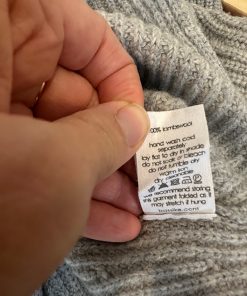 100% lambswool
hand wash cold
separately
lay flat to dry in shade
do not soak or bleach
do not tumble dry
warm iron
dry cleanable
we recommend storing
this garment folded as it
may stretch if hung